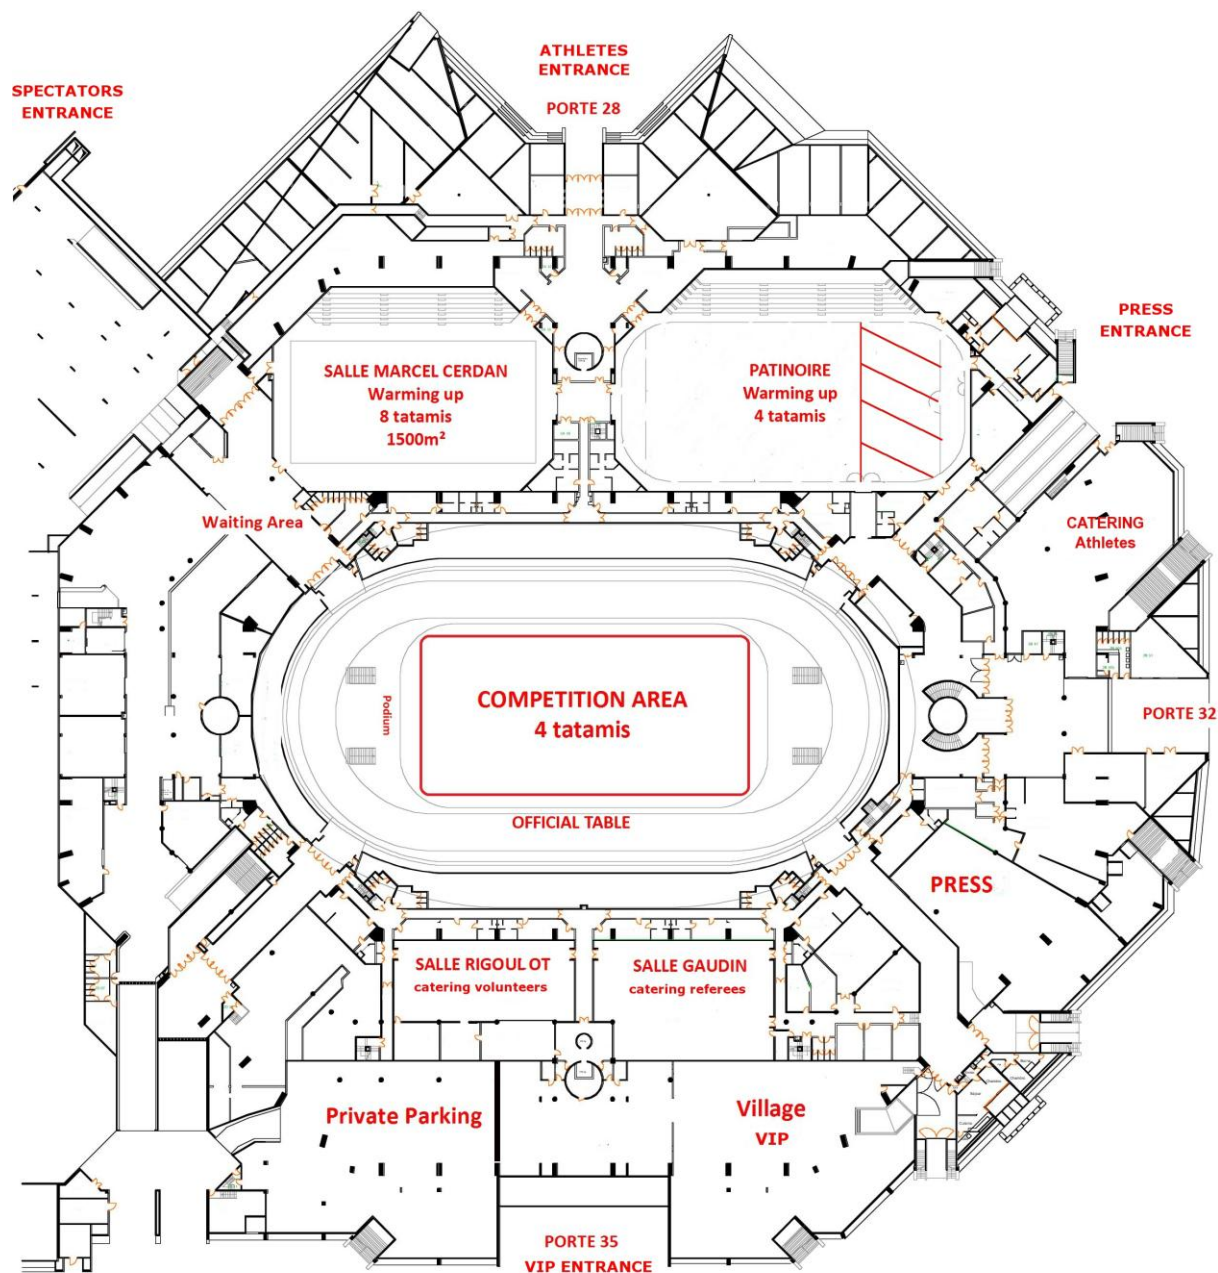 ATHLETES
ENTRANCE
PORTE 28
SPECTATORS
ENTRANCE
PRESS
ENTRANCE
SALLE MARCEL CERDAN
Warming up
8 tatamis
1500m²
PATINOIRE
Warming up
4 tatamis
Waiting Area
CATERING
Athletes
COMPETITION AREA
4 tatamis
Podium
PORTE 32
OFFICIAL TABLE
PRESS
SALLE RIGOULOT
catering volunteers
SALLE GAUDIN
catering referees
Private Parking
Village
VIP
PORTE 35
VIP ENTRANCE